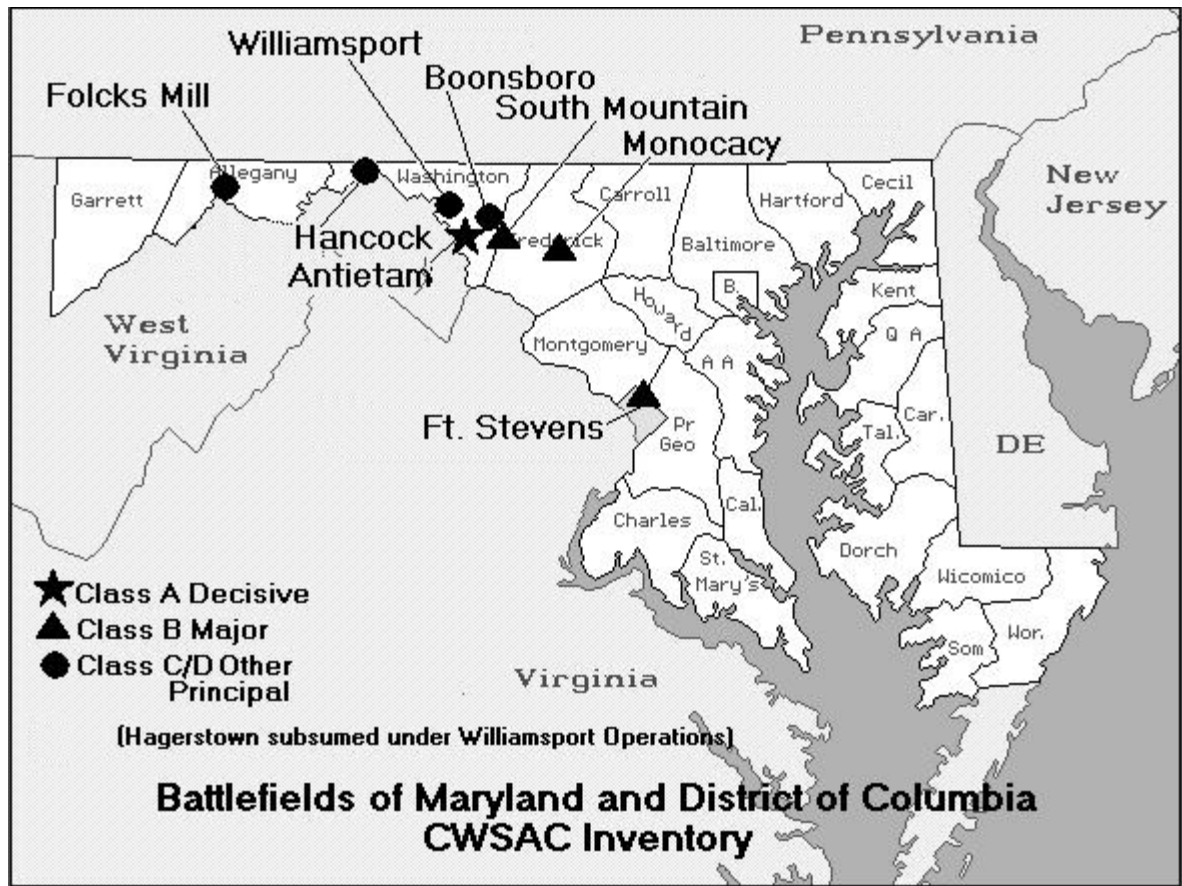 Pennsylvania
Williamsport
Boonsboro
Folcks Mill
South Mountain
Monocacy
New
Jersey
Garrett
Allegany
Washington
Frederick
Carroll
Baltimore
B.
Hartford
Cecil
Hancock
Antietam
Kent
Howard
Q A
West
Virginia
Montgomery
A A
Car.
Tal.
Ft. Stevens
Pr
Geo
DE
Cal.
Charles
St.
Mary's
Dorch
Wicomico
Som
Wor.
Class A Decisive
Class B Major
Class C/D Other
Principal
Virginia
(Hagerstown subsumed under Williamsport Operations)
Battlefields of Maryland and District of Columbia
CWSAC Inventory